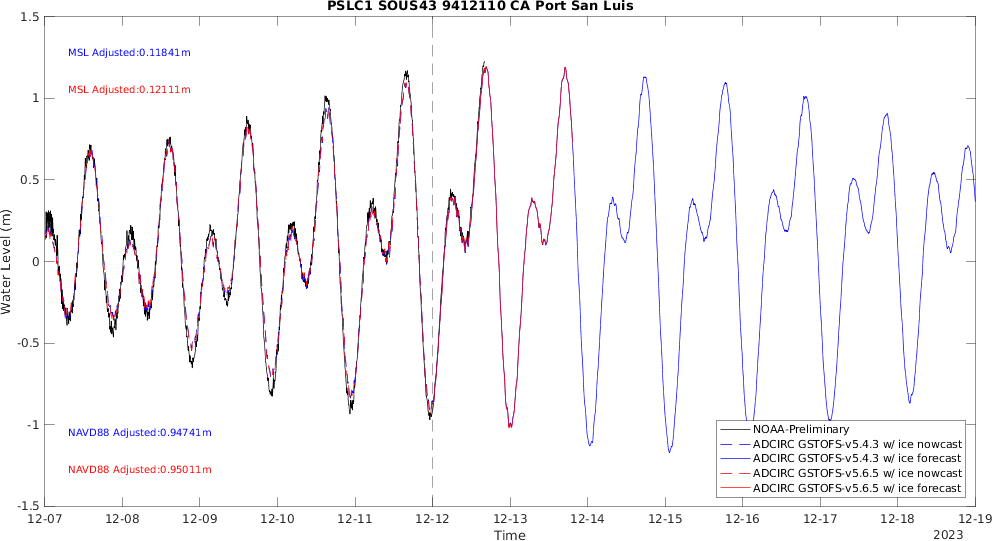 PSLC1 SOUS43 9412110 CA Port San Luis
1.5
1
0.5
0
-0.5
-1
-1.5
Water Level (m)
MSL Adjusted:0.11841m
MSL Adjusted:0.12111m
NAVD88 Adjusted:0.94741m
NAVD88 Adjusted:0.95011m
NOAA-Preliminary
ADCIRC GSTOFS-v5.4.3 w/ ice nowcast
ADCIRC GSTOFS-v5.4.3 w/ ice forecast
ADCIRC GSTOFS-v5.6.5 w/ ice nowcast
ADCIRC GSTOFS-v5.6.5 w/ ice forecast
12-07 12-08 12-09 12-10 12-11 12-12 12-13 12-14 12-15 12-16 12-17 12-18 12-19
Time
2023